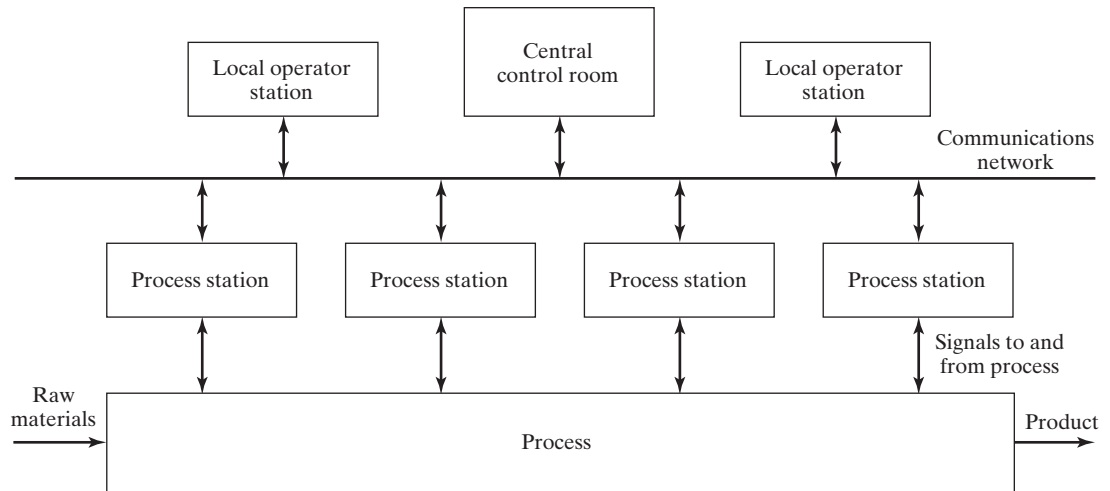 Local operator
station
Central
control room
Local operator
station
Communications
network
Process station
Process station
Process station
Process station
Signals to and
from process
Raw
materials
Process
Product